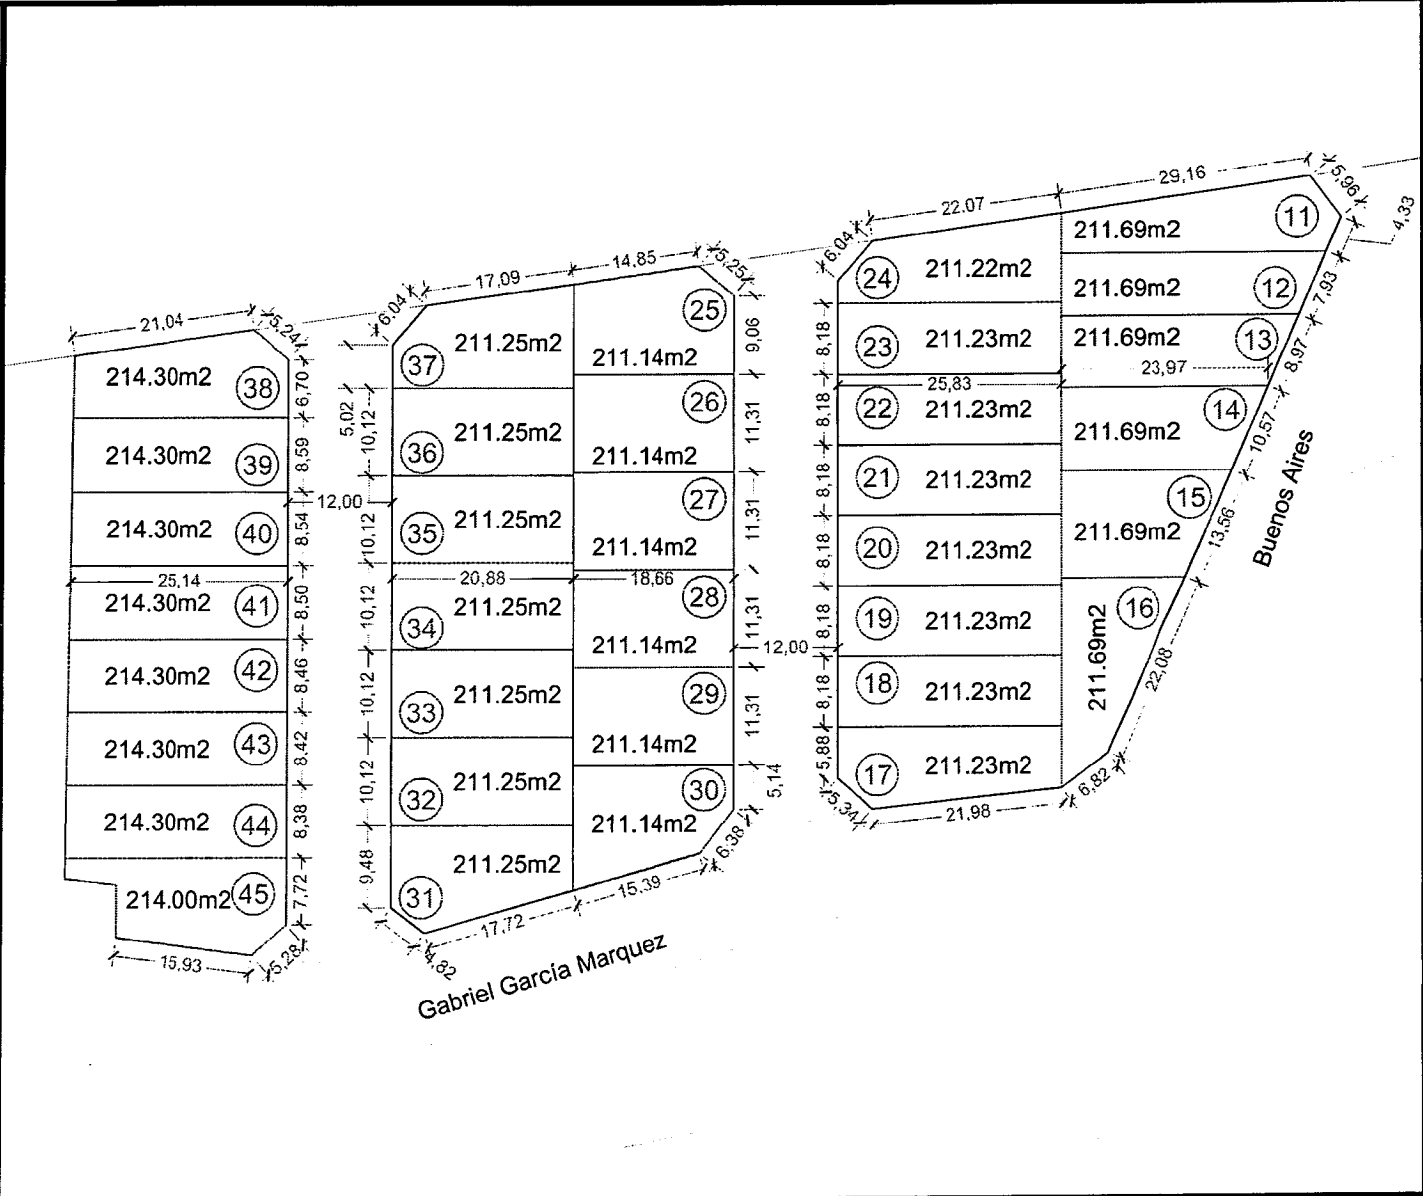 21,04
5,24
214.30m2
38
6,70
214.30m2
39
8,59
12,00
214.30m2
40
8,54
25,14
214.30m2
41
8,50
214.30m2
42
8,46
214.30m2
43
8,42
214.30m2
44
8,38
214.00m2
45
7,72
15,93
5,28
6,04
17,09
14,85
5,25
211.25m2
37
5,02
10,12
211.25m2
36
211.25m2
35
10,12
20,88
211.25m2
34
10,12
211.25m2
33
10,12
211.25m2
32
10,12
211.25m2
31
9,48
4,82
17,72
15,39
6,38
25
211.14m2
9,06
26
211.14m2
11,31
27
211.14m2
11,31
18,66
28
211.14m2
11,31
12,00
29
211.14m2
11,31
30
211.14m2
5,14
Gabriel García Marquez
6,04
22,07
29,16
5,96
4,33
24
211.22m2
23
211.23m2
8,18
25,83
22
211.23m2
8,18
21
211.23m2
8,18
20
211.23m2
8,18
19
211.23m2
8,18
18
211.23m2
8,18
17
211.23m2
5,88
5,34
21,98
6,82
11
211.69m2
12
211.69m2
7,93
13
211.69m2
8,97
23,97
14
211.69m2
10,57
15
211.69m2
13,56
16
211.69m2
22,08
Buenos Aires